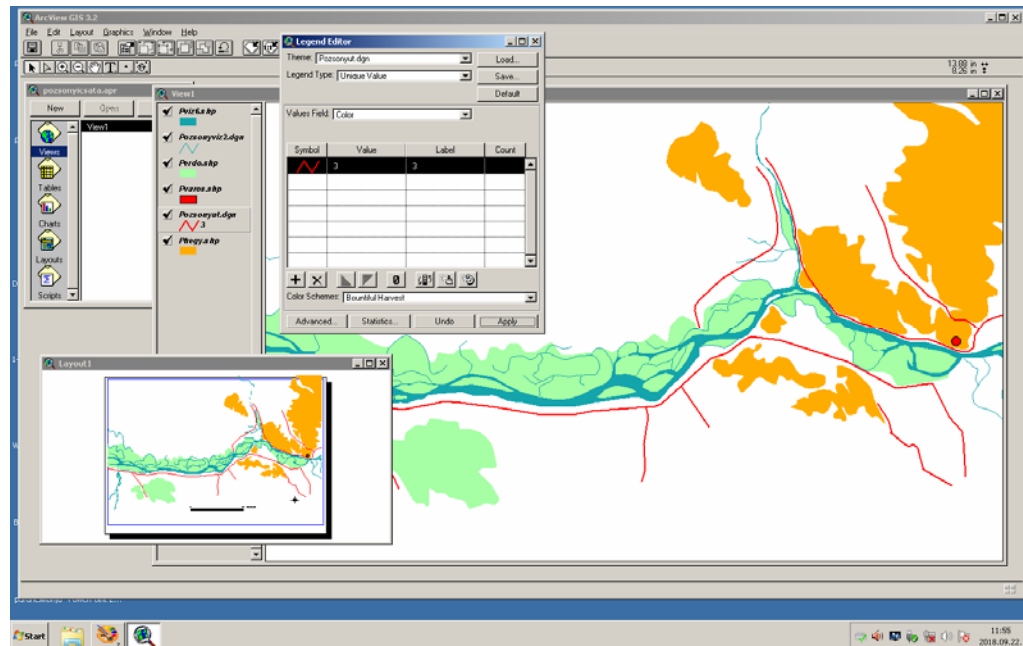 ArcView GIS 3.2
File Edit Layout Graphics Window Help
13.88 in
8.26 in
pozsonyicsata.apr
New Open
View1
Views
Tables
Charts
Layouts
Scripts
View1
Pviz6.shp
Pozsonyviz2.dgn
Perdo.shp
Pvaros.shp
Pozsonyut.dgn
3
Phegy.shp
Legend Editor
Theme: Pozsonyut.dgn
Load...
Legend Type: Unique Value
Save...
Default
Values Field: Color
Symbol Value Label Count
3 3
Color Schemes: Bountiful Harvest
Advanced... Statistics... Undo Apply
Layout1
Start
11:55
2018.09.22.